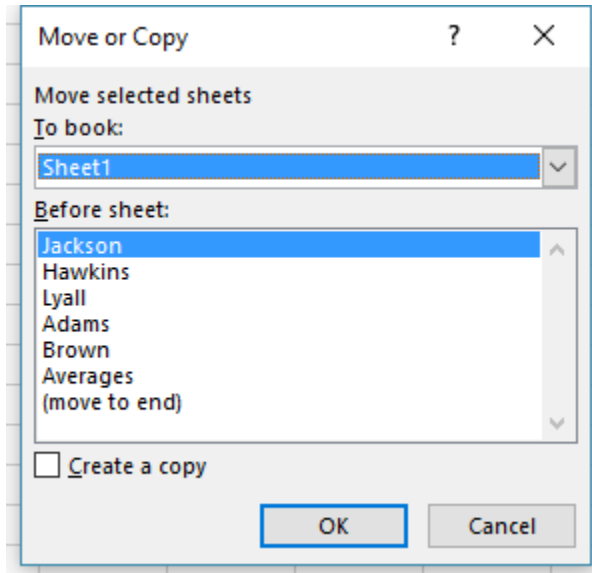 Move or Copy ?
Move selected sheets
To book:
Sheet1
Before sheet:
Jackson
Hawkins
Lyall
Adams
Brown
Averages
(move to end)
Create a copy
OK Cancel